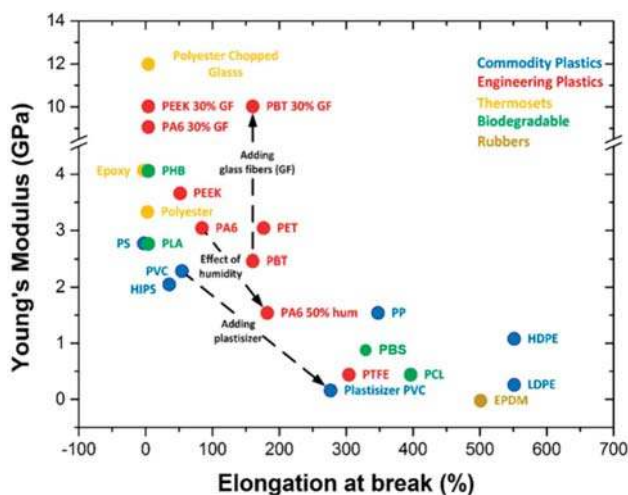 14
12
10
8
4
3
2
1
0
Young's Modulus (GPa)
-100
0
100
200
300
400
500
600
700
Elongation at break (%)
Commodity Plastics
Engineering Plastics
Thermosets
Biodegradable
Rubbers
Polyester Chopped
Glasss
PEEK 30% GF
PBT 30% GF
PA6 30% GF
Adding
glass fibers (GF)
Epoxy
PHB
PEEK
Polyester
PA6
PET
PS
PLA
Effect of
humidity
PBT
PVC
HIPS
Adding
plastisizer
PA6 50% hum
PP
HDPE
PBS
PTFE
PCL
Plastisizer PVC
LDPE
EPDM